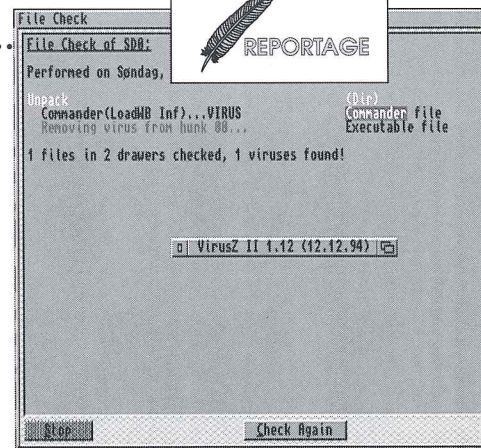 REPORTAGE
File Check
File Check of SD0:
Performed on Søndag,
Unpack (Dir)
Commander(LoadWB Inf)...VIRUS Commander file
Removing virus from hunk 00... Executable file
1 files in 2 drawers checked, 1 viruses found!
VirusZ II 1.12 (12.12.94)
Stop Check Again